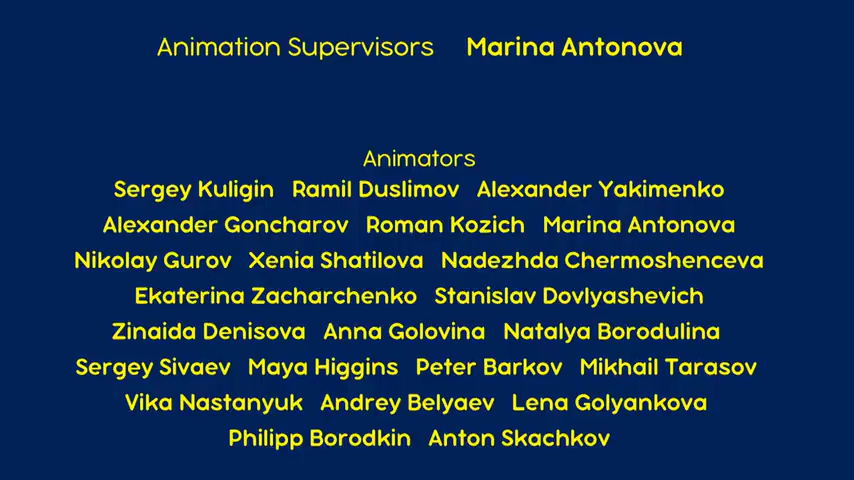 Animation Supervisors Marina Antonova
Animators
Sergey Kuligin Ramil Duslimov Alexander Yakimenko
Alexander Goncharov Roman Kozich Marina Antonova
Nikolay Gurov Xenia Shatilova Nadezhda Chermoshenceva
Ekaterina Zacharchenko Stanislav Dovlyashevich
Zinaida Denisova Anna Golovina Natalya Borodulina
Sergey Sivaev Maya Higgins Peter Barkov Mikhail Tarasov
Vika Nastanyuk Andrey Belyaev Lena Golyankova
Philipp Borodkin Anton Skachkov